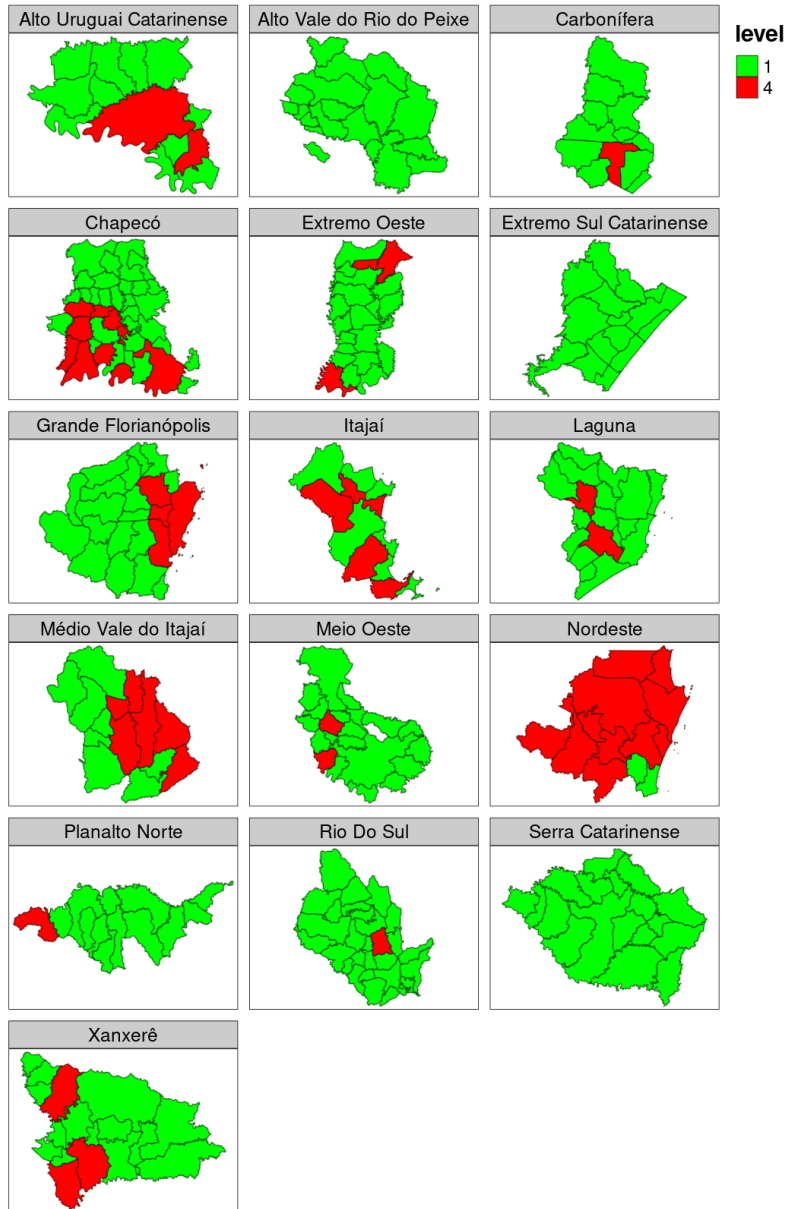 Alto Uruguai Catarinense
Alto Vale do Rio do Peixe
Carbonífera
level
1
4
Chapecó
Extremo Oeste
Extremo Sul Catarinense
Grande Florianópolis
Itajaí
Laguna
Médio Vale do Itajaí
Meio Oeste
Nordeste
Planalto Norte
Rio Do Sul
Serra Catarinense
Xanxerê